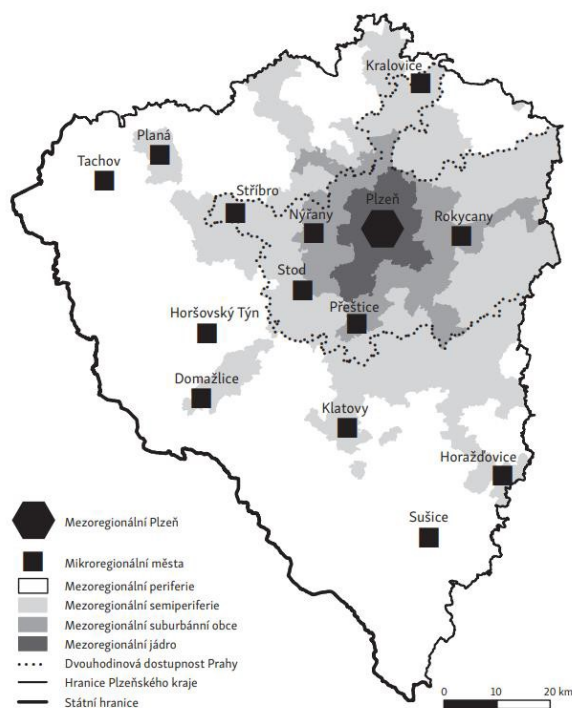 Kralovice
Planá
Tachov
Stříbro
Plzeň
Nýřany
Rokycany
Stod
Přeštice
Horšovský Týn
Domažlice
Klatovy
Horažďovice
Sušice
Mezoregionální Plzeň
Mikroregionální města
Mezoregionální periferie
Mezoregionální semiperiferie
Mezoregionální suburbánní obce
Mezoregionální jádro
Dvouhodinová dostupnost Prahy
Hranice Plzeňského kraje
Státní hranice
0 10 20 km